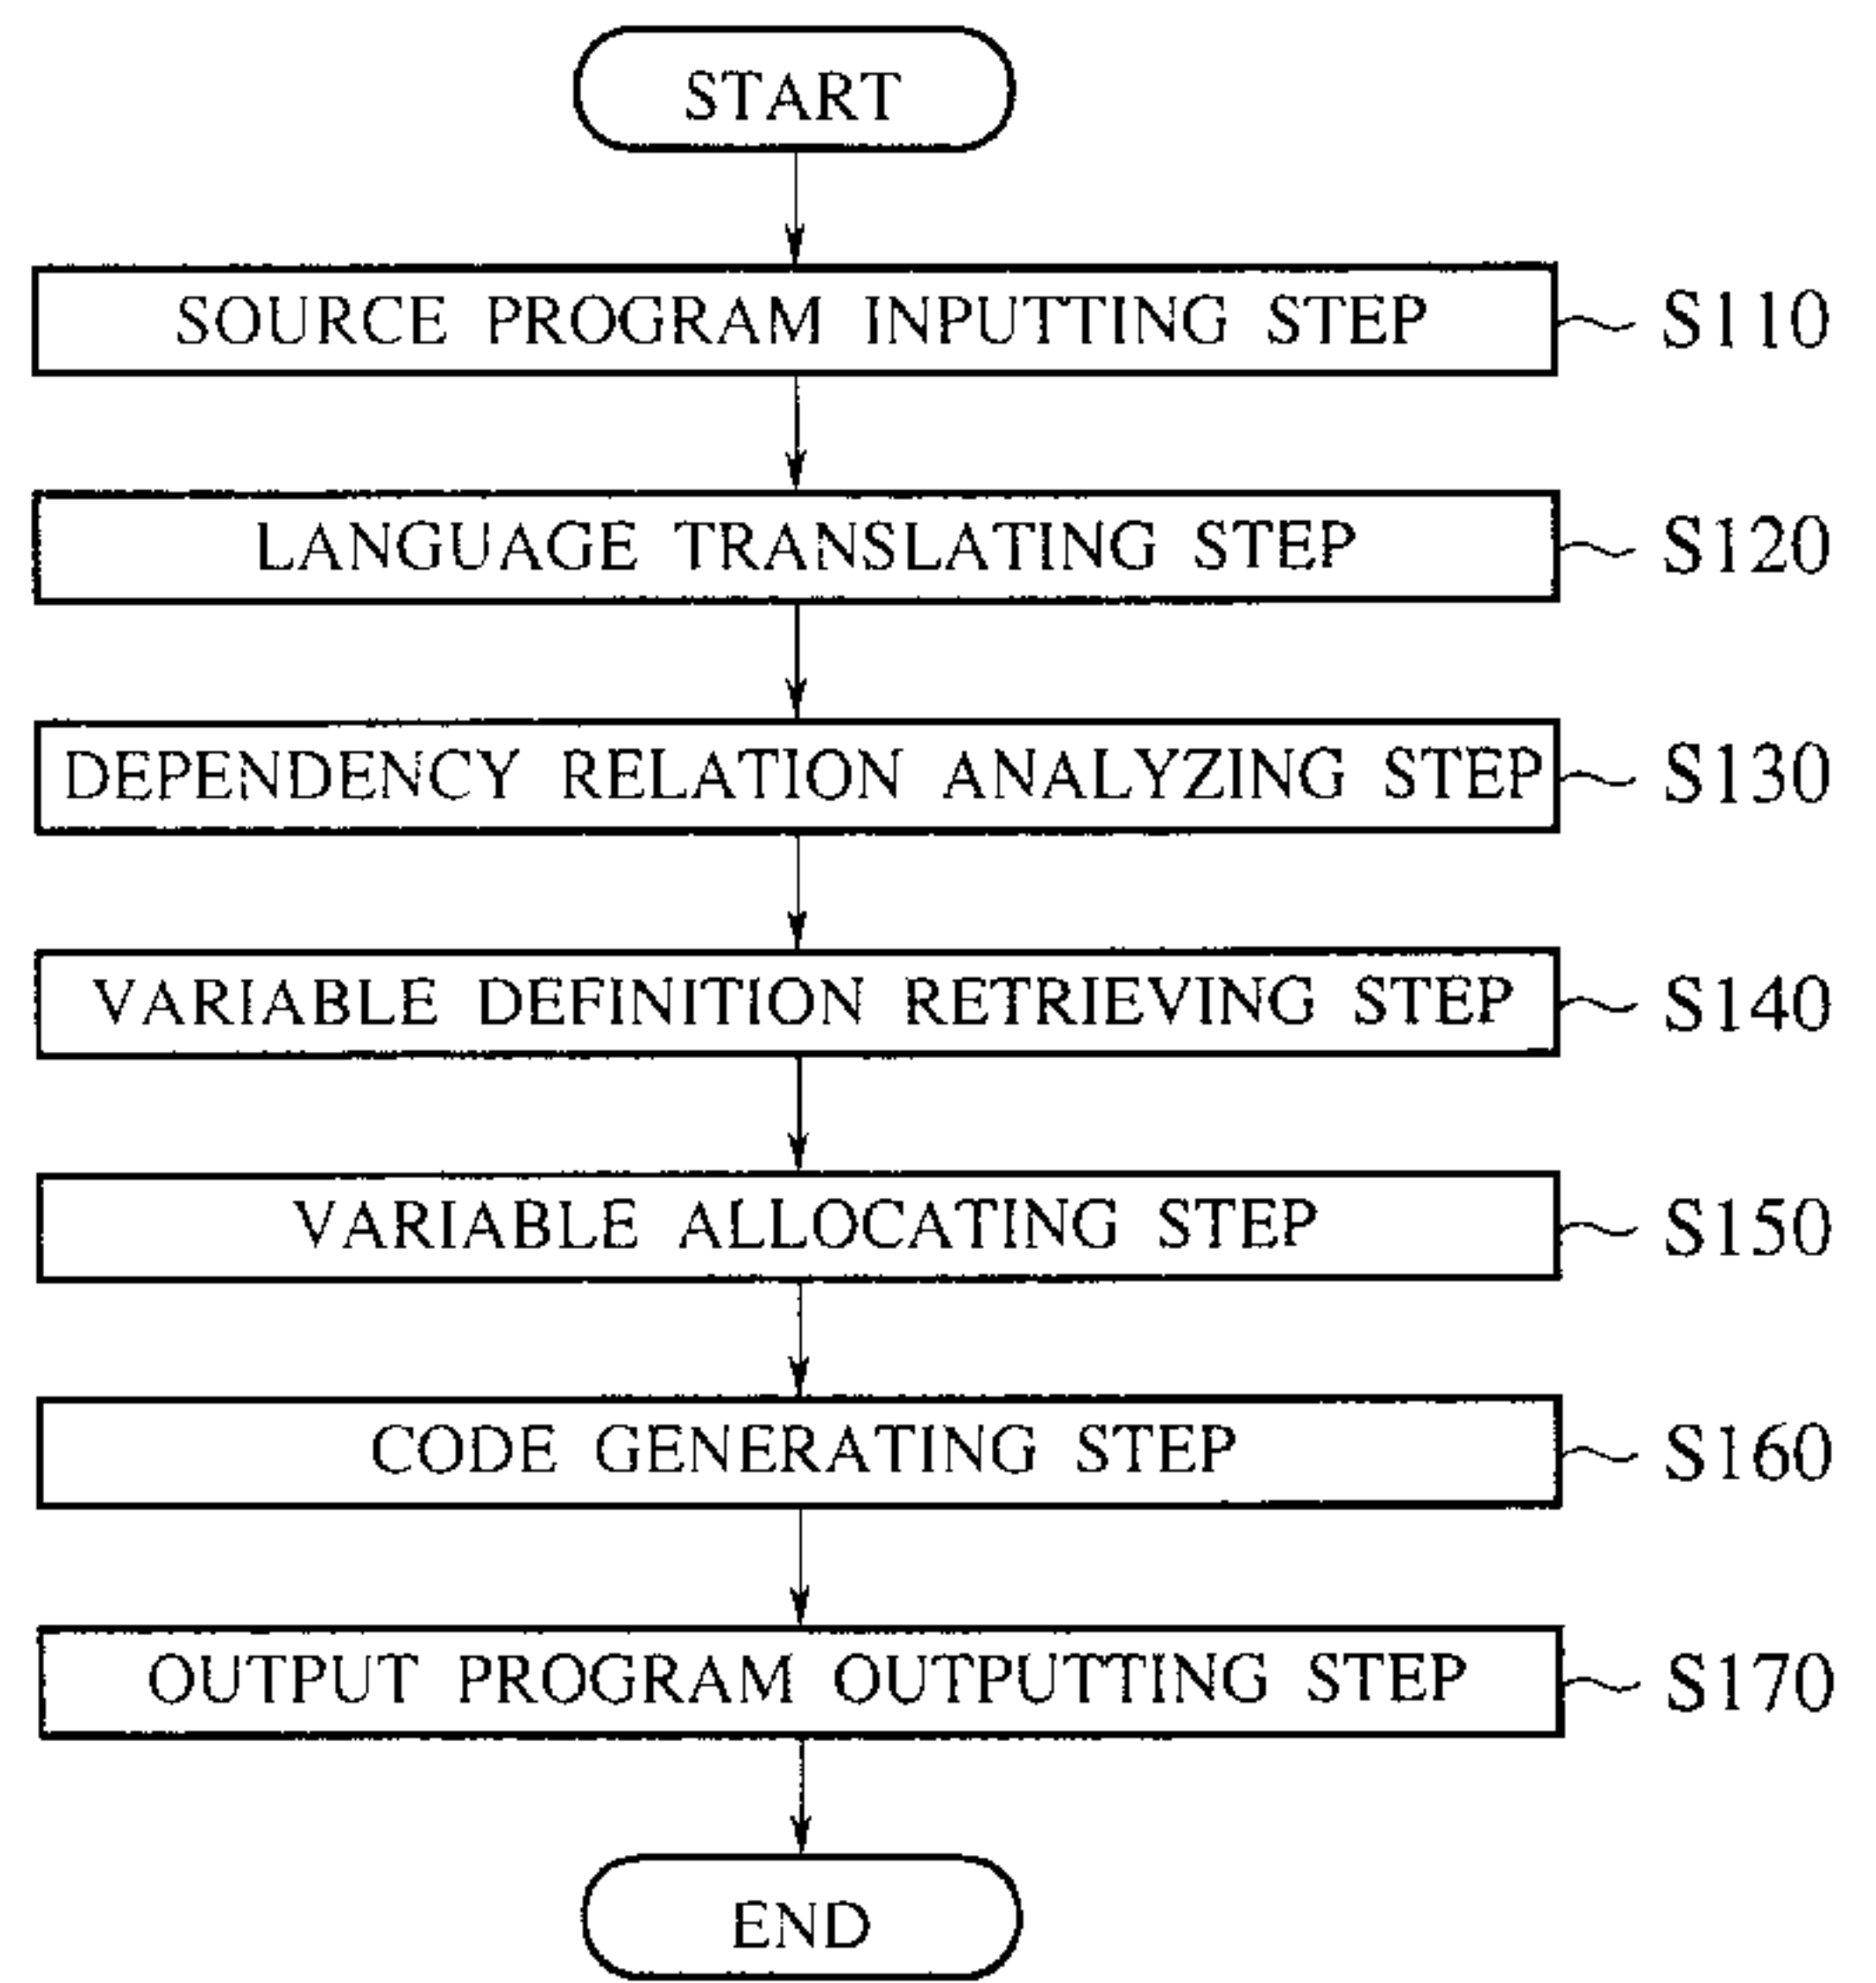 START
SOURCE PROGRAM INPUTTING STEP S110
LANGUAGE TRANSLATING STEP S120
DEPENDENCY RELATION ANALYZING STEP S130
VARIABLE DEFINITION RETRIEVING STEP S140
VARIABLE ALLOCATING STEP S150
CODE GENERATING STEP S160
OUTPUT PROGRAM OUTPUTTING STEP S170
END